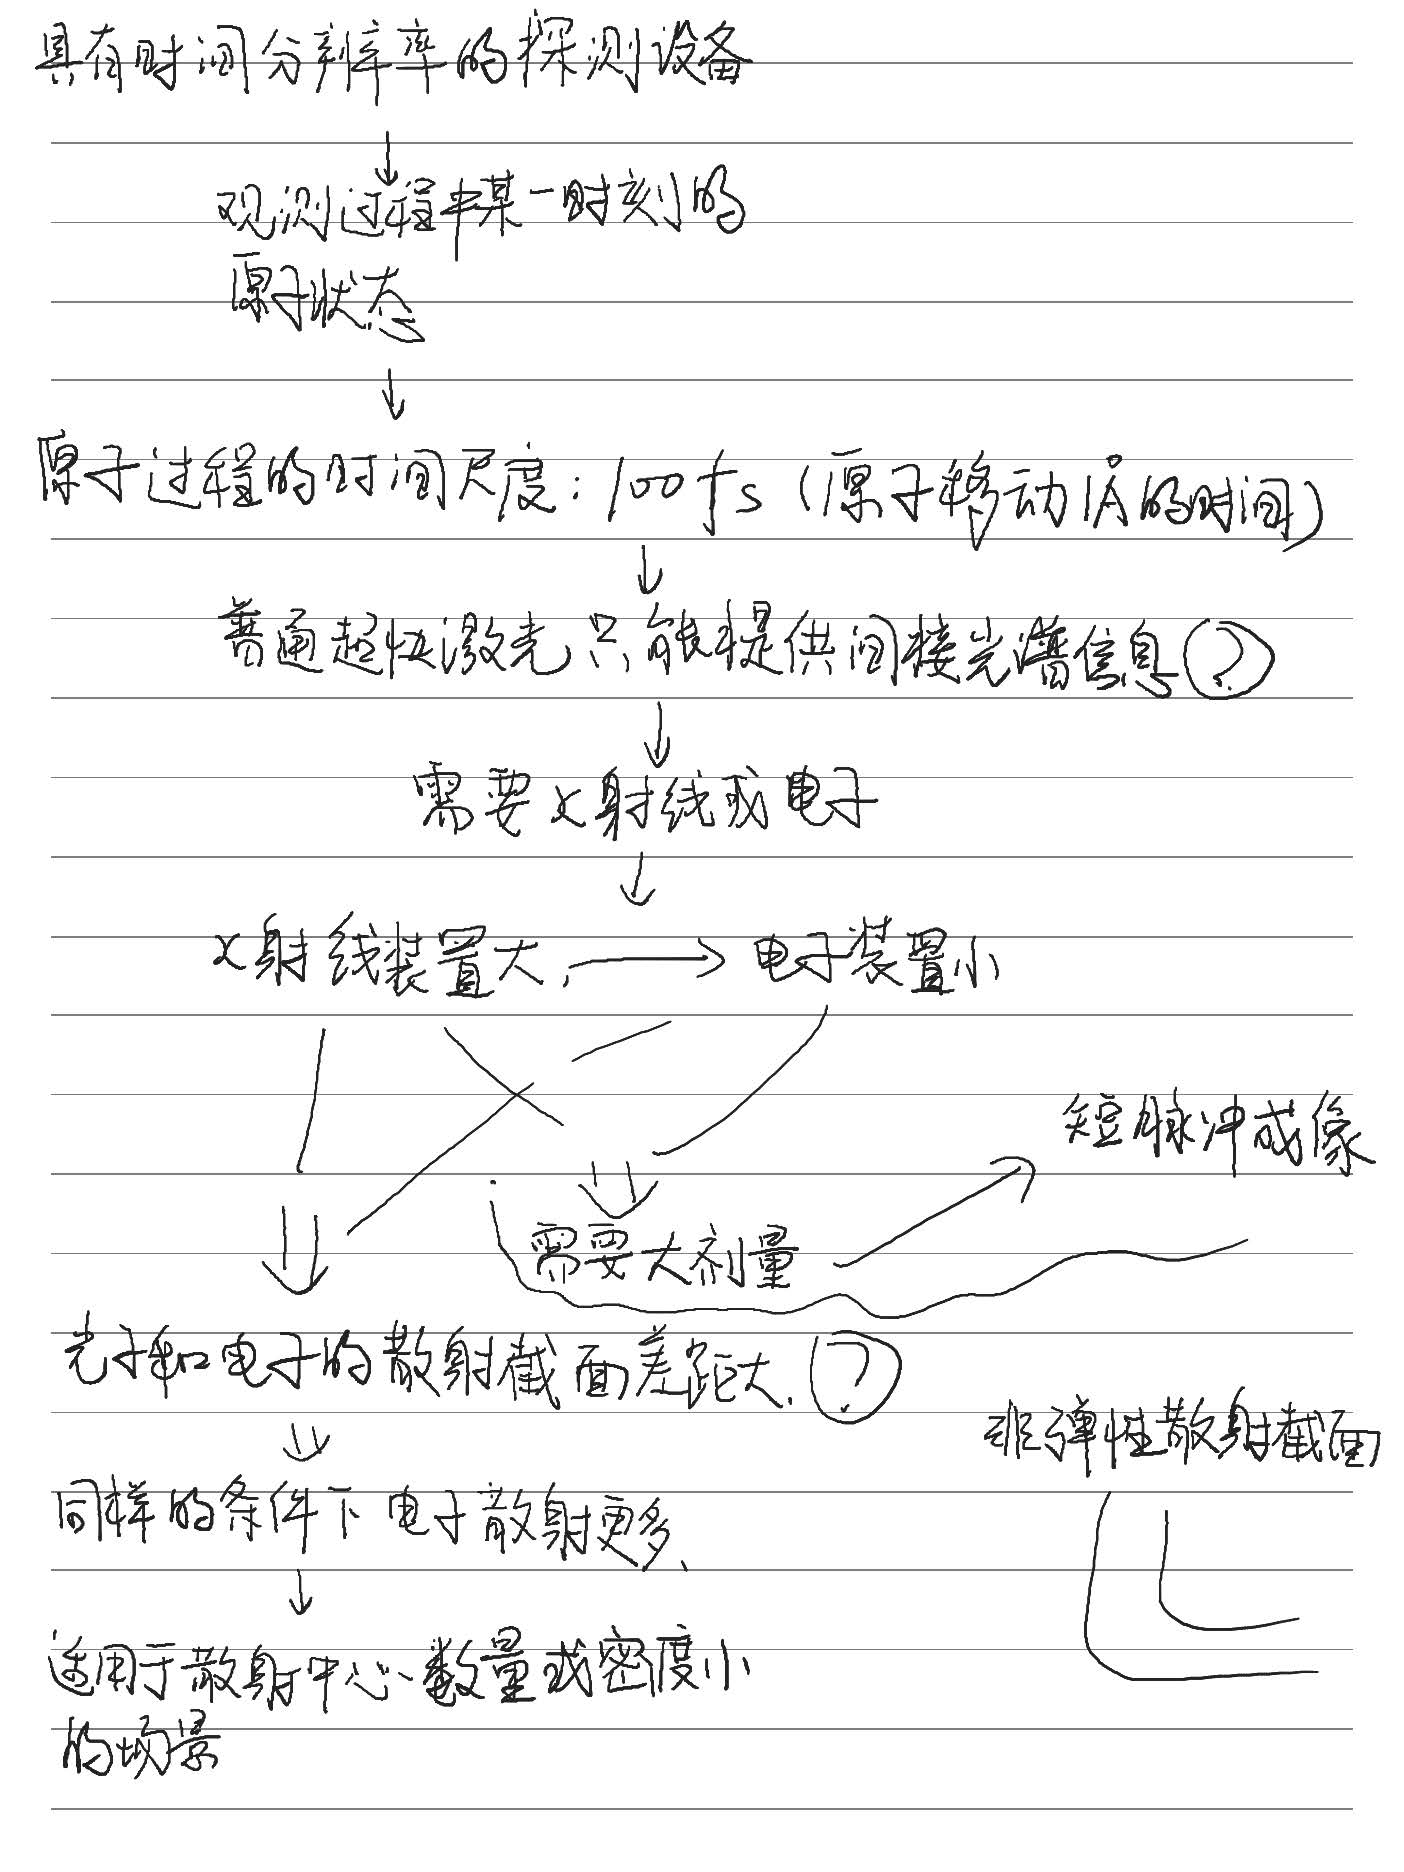 具有时间分辨率的探测设备
↓
观测过程中某一时刻的
原子状态
↓
原子过程的时间尺度：100fs（原子移动1Å的时间）
↓
普通超快激光只能提供间接光谱信息？
↓
需要X射线或电子
↓
X射线装置大，→电子装置小
短脉冲成像
需要大剂量
光子和电子的散射截面差距大.？
非弹性散射截面
同样的条件下电子散射更多、
↓
适用于散射中心数量或密度小
的场景